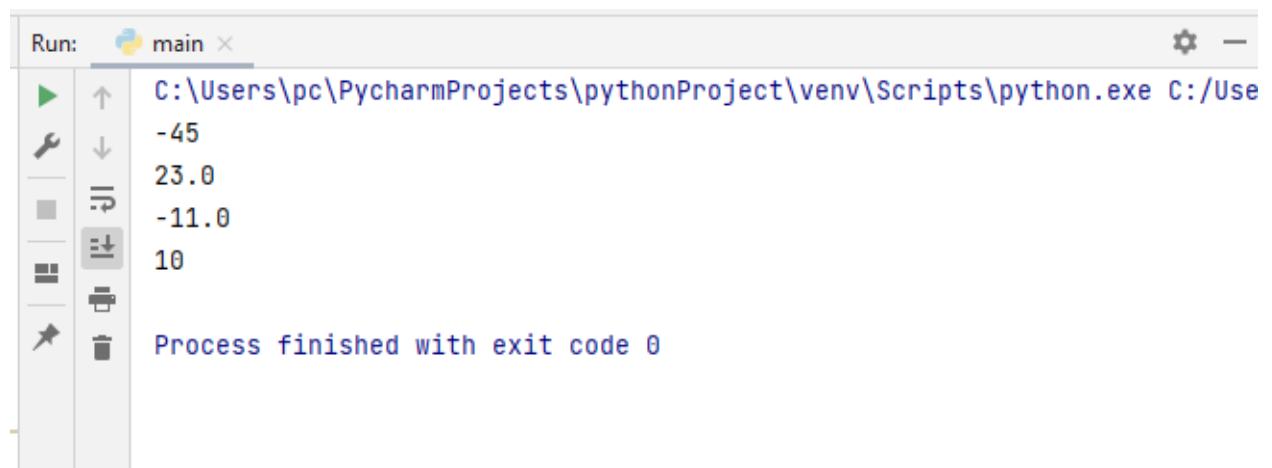 Run: main
C:\Users\pc\PycharmProjects\pythonProject\venv\Scripts\python.exe C:/Use
-45
23.0
-11.0
10
Process finished with exit code 0